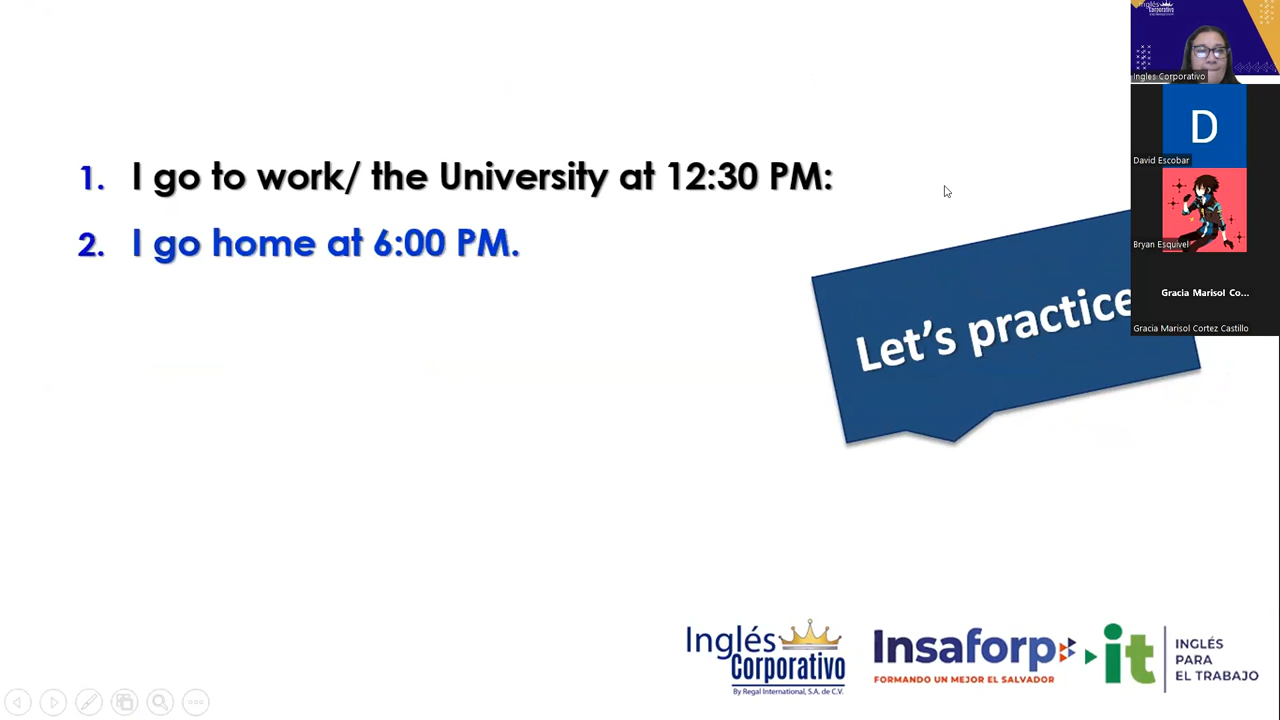 Inglés
Corporativo
Ingles Corporativo
D
David Escobar
Bryan Esquivel
Gracia Marisol Co...
Gracia Marisol Cortez Castillo
1. I go to work/ the University at 12:30 PM:
2. I go home at 6:00 PM.
Let's practice
Inglés
Corporativo
By Regal International, S.A. de C.V.
Insaforp
FORMANDO UN MEJOR EL SALVADOR
it
INGLÉS
PARA
EL TRABAJO